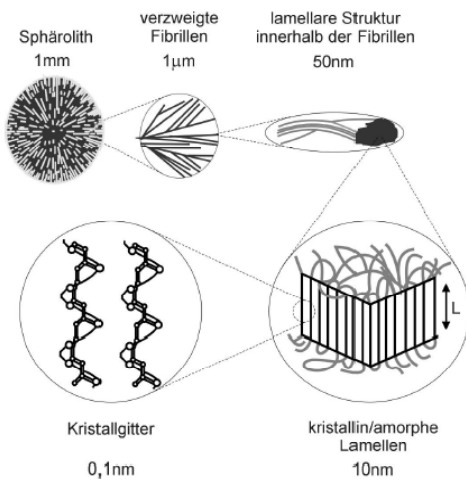 Sphärolith
1mm
verzweigte
Fibrillen
1µm
lamellare Struktur
innerhalb der Fibrillen
50nm
L
Kristallgitter
0,1nm
kristallin/amorphe
Lamellen
10nm